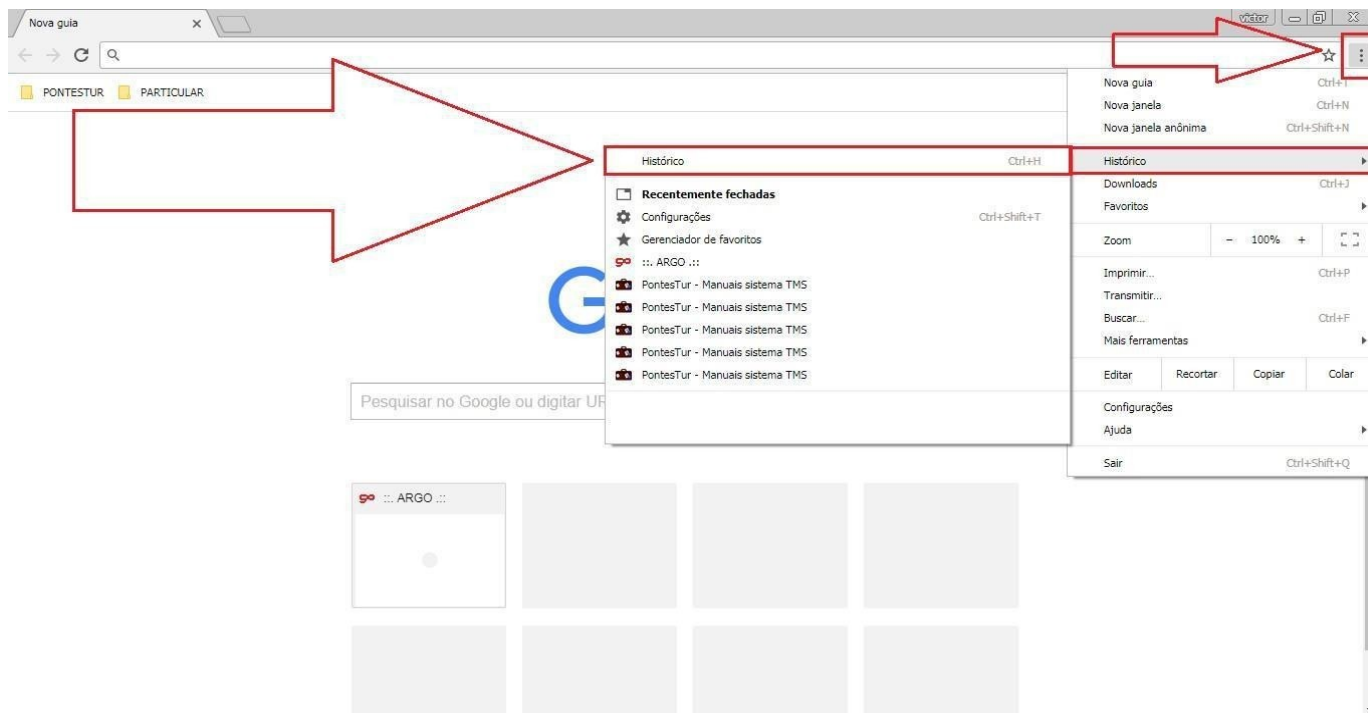 Nova guia
victor
PONTESTUR PARTICULAR
Nova guia Ctrl+T
Nova janela Ctrl+N
Nova janela anônima Ctrl+Shift+N
Histórico Ctrl+H
Histórico
Recentemente fechadas
Downloads Ctrl+J
Configurações Ctrl+Shift+T
Favoritos
Gerenciador de favoritos
Zoom - 100% +
::. ARGO .::
Imprimir... Ctrl+P
PontesTur - Manuais sistema TMS
Transmitir...
PontesTur - Manuais sistema TMS
Buscar... Ctrl+F
PontesTur - Manuais sistema TMS
Mais ferramentas
PontesTur - Manuais sistema TMS
Editar Recortar Copiar Colar
PontesTur - Manuais sistema TMS
Configurações
Pesquisar no Google ou digitar UR
Ajuda
Sair Ctrl+Shift+Q
::. ARGO .::